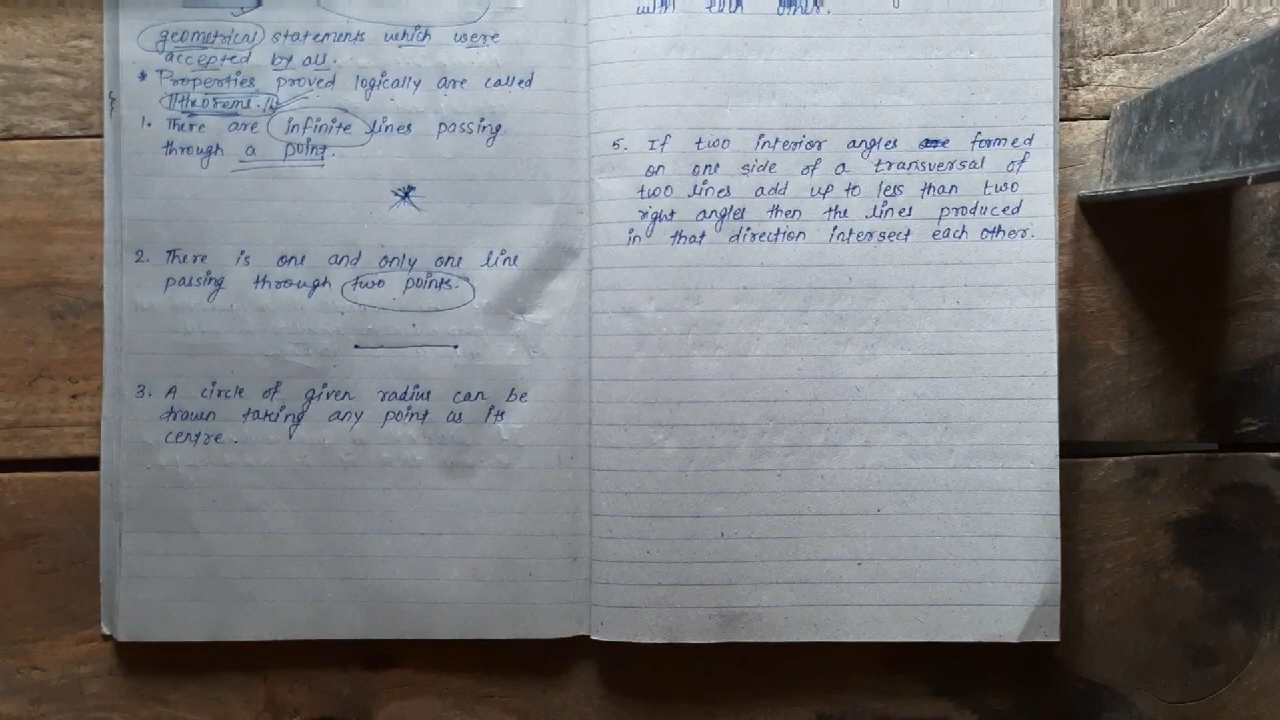 geometrical statements which were
accepted by all.
* Properties proved logically are called
theorems.
1. There are infinite lines passing
through a point.
2. There is one and only one line
passing through two points.
3. A circle of given radius can be
drawn taking any point as its
centre.
with each other.
5. If two interior angles are formed
on one side of a transversal of
two lines add up to less than two
right angles then the lines produced
in that direction intersect each other.